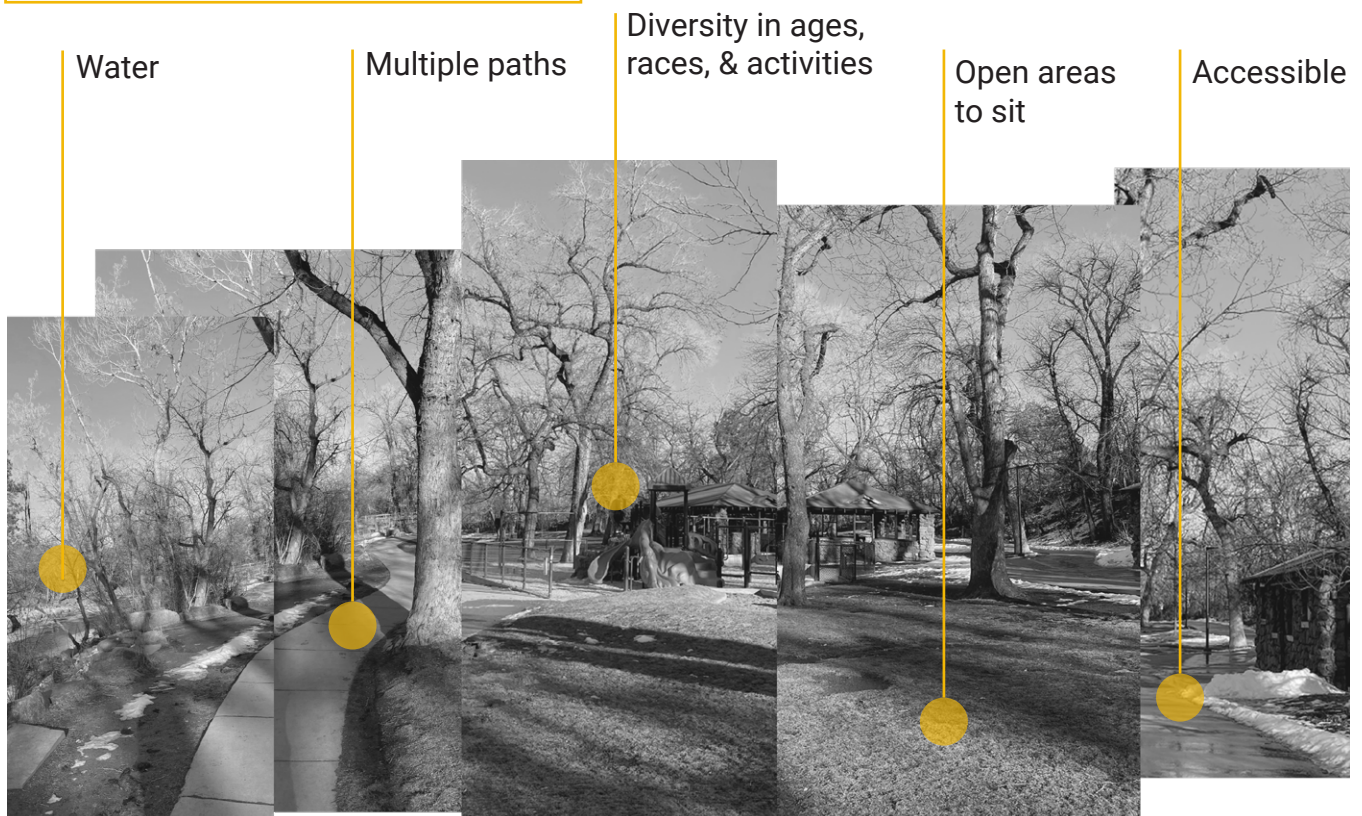 Water
Multiple paths
Diversity in ages,
races, & activities
Open areas
to sit
Accessible